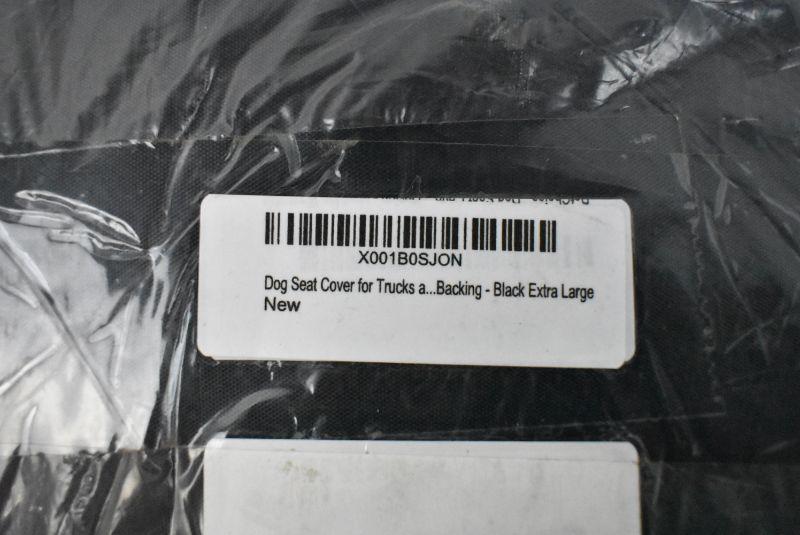 X001B0SJON
Dog Seat Cover for Trucks a...Backing - Black Extra Large
New